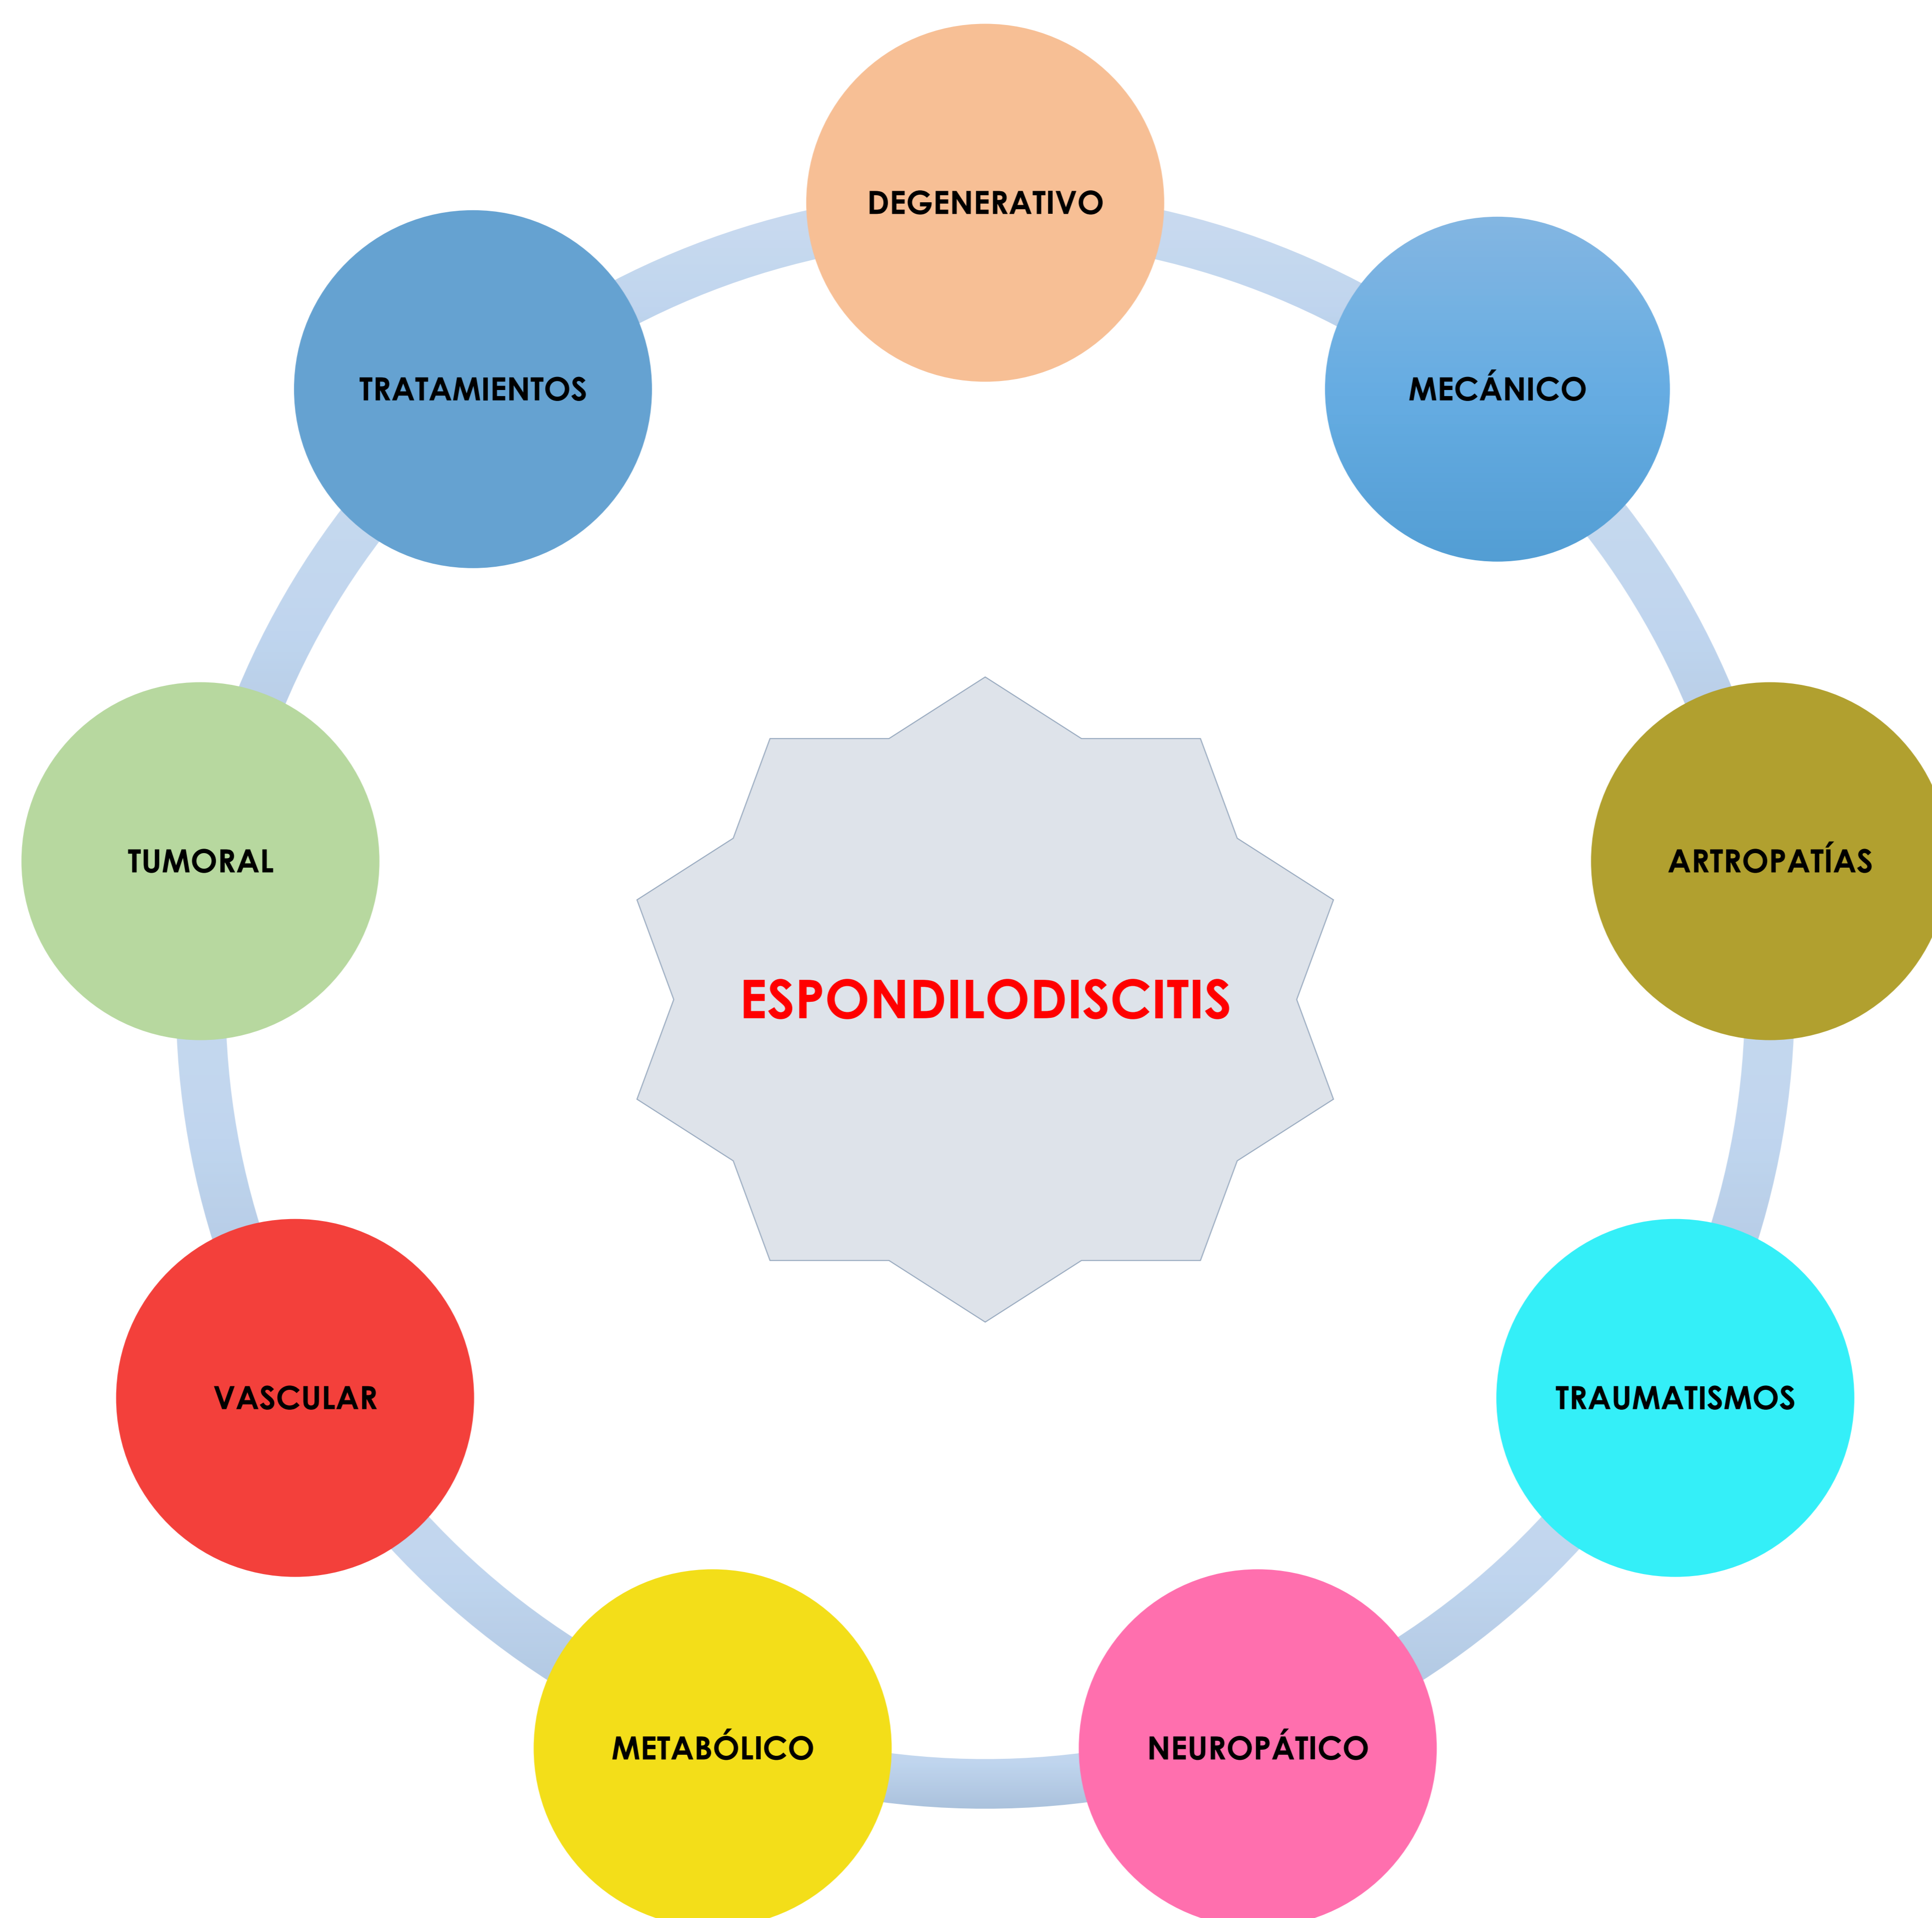 DEGENERATIVO
MECÁNICO
ARTROPATÍAS
TRAUMATISMOS
NEUROPÁTICO
METABÓLICO
VASCULAR
TUMORAL
TRATAMIENTOS
ESPONDILODISCITIS